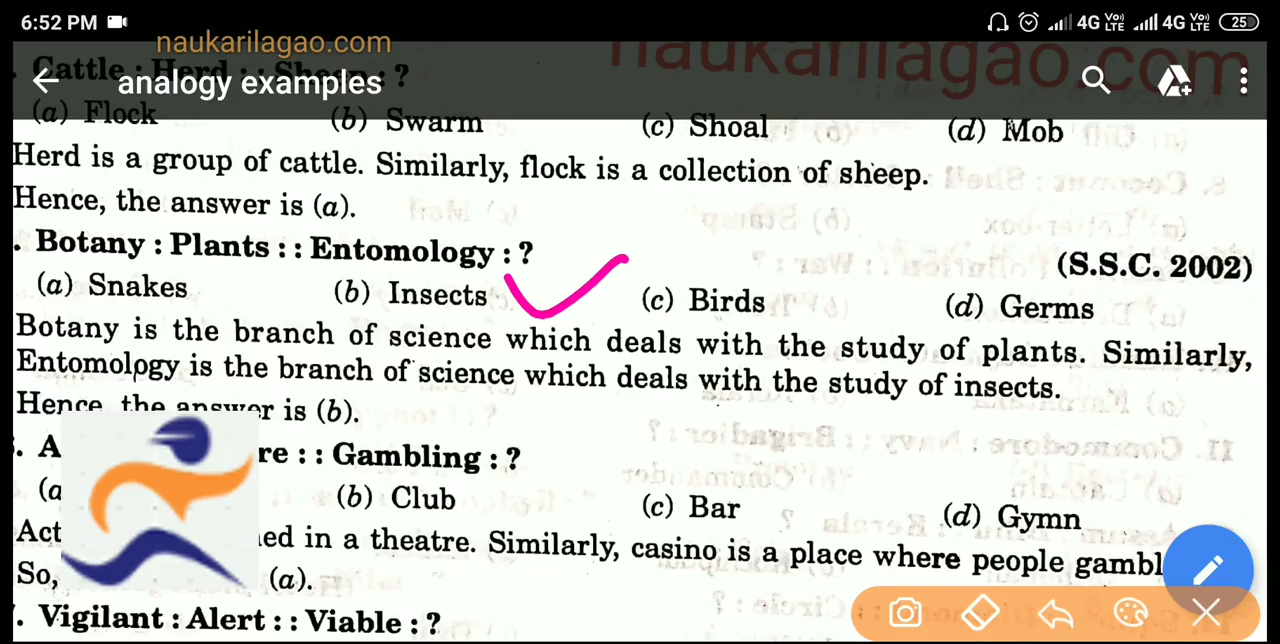 6:52 PM 4G VoLTE 4G VoLTE 25
naukarilagao.com
naukarilagao.com
. Cattle : Herd : : Sheep : ?
analogy examples
(a) Flock (b) Swarm (c) Shoal (d) Mob
Herd is a group of cattle. Similarly, flock is a collection of sheep.
Hence, the answer is (a).
. Botany : Plants : : Entomology : ?
(S.S.C. 2002)
(a) Snakes (b) Insects (c) Birds (d) Germs
Botany is the branch of science which deals with the study of plants. Similarly,
Entomology is the branch of science which deals with the study of insects.
Hence, the answer is (b).
. A re : : Gambling : ?
(a (b) Club (c) Bar (d) Gymn
Act ed in a theatre. Similarly, casino is a place where people gambl
So, (a).
. Vigilant : Alert : : Viable : ?